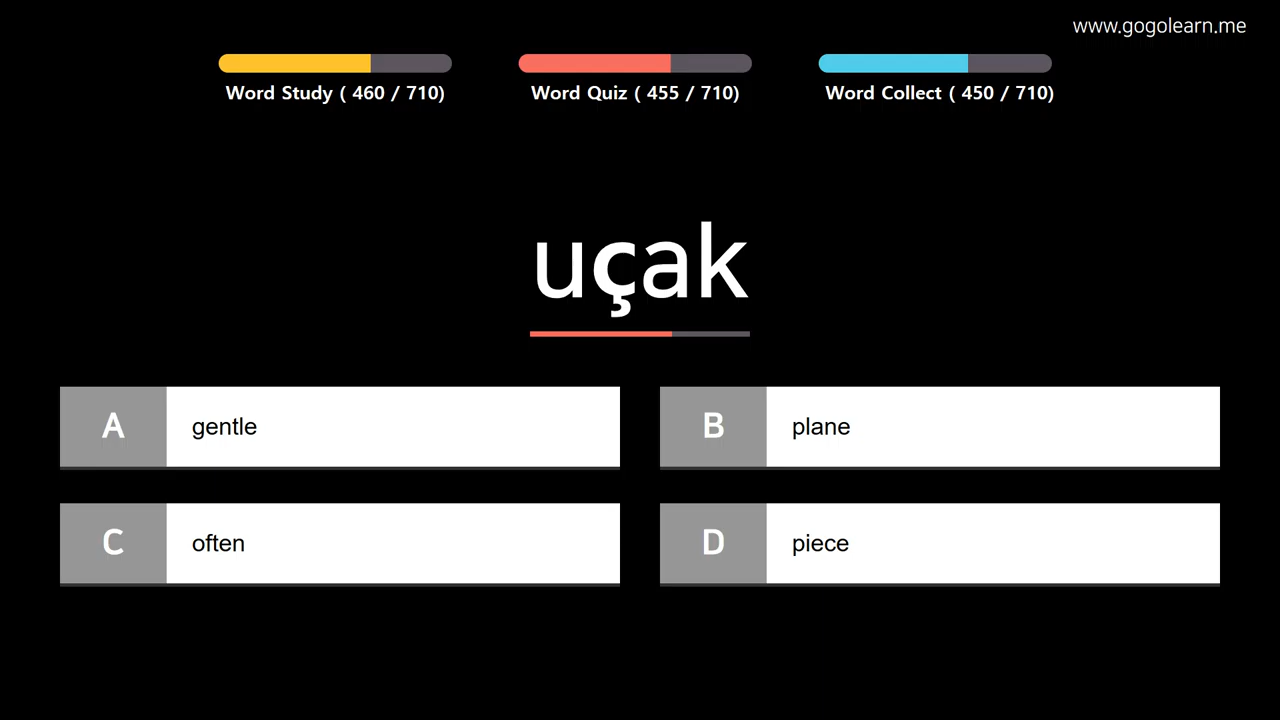 www.gogolearn.me
Word Study ( 460 / 710)
Word Quiz ( 455 / 710)
Word Collect ( 450 / 710)
uçak
A gentle
B plane
C often
D piece